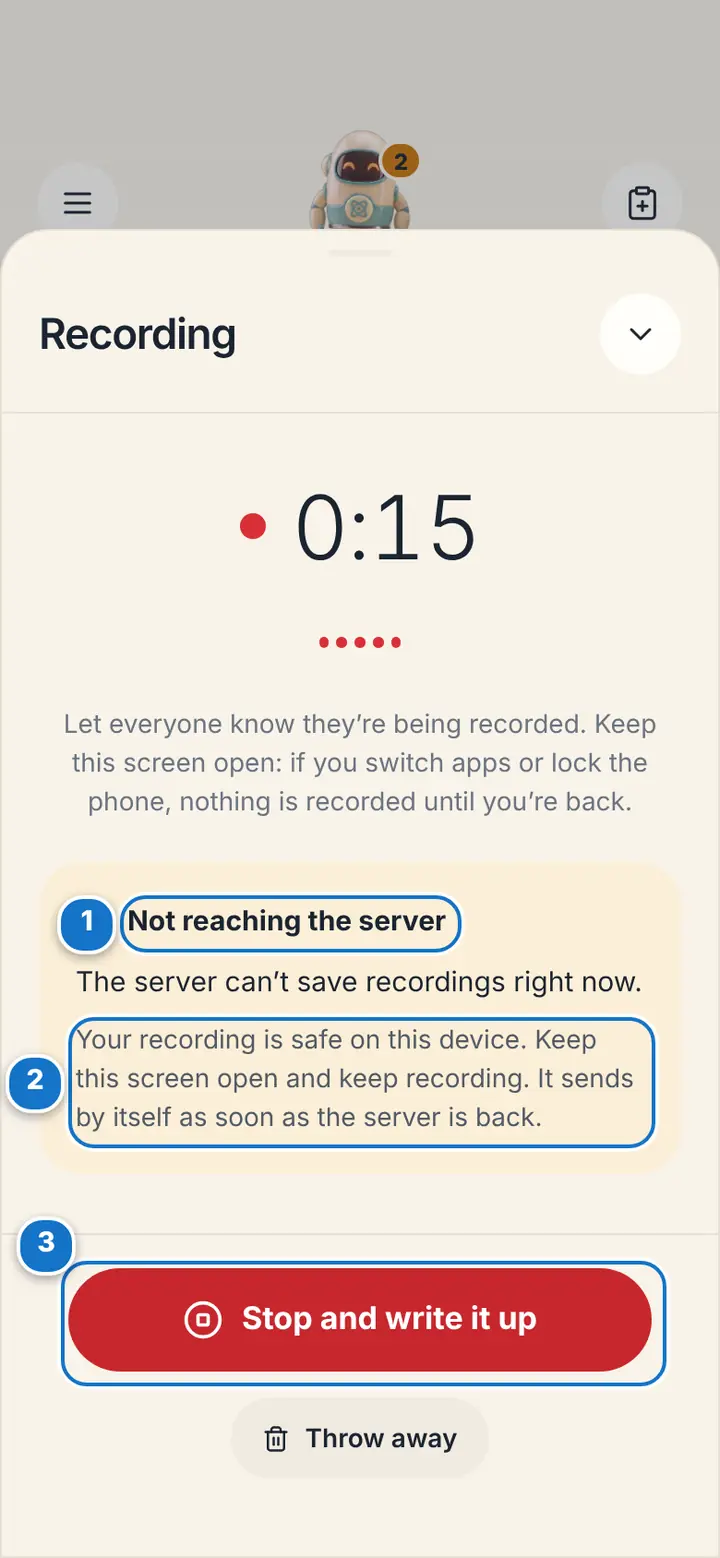 2
Recording
0:15
Let everyone know they’re being recorded. Keep
this screen open: if you switch apps or lock the
phone, nothing is recorded until you’re back.
1 Not reaching the server
The server can’t save recordings right now.
Your recording is safe on this device. Keep
2 this screen open and keep recording. It sends
by itself as soon as the server is back.
3
Stop and write it up
Throw away